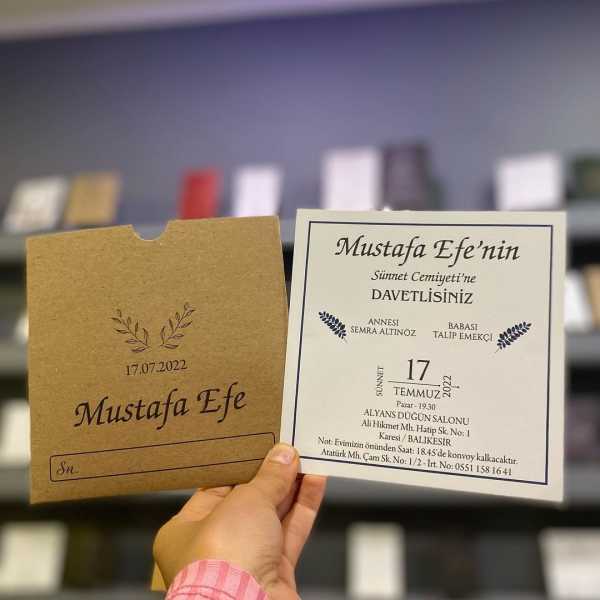 17.07.2022
Mustafa Efe
Sn.
Mustafa Efe'nin
Sünnet Cemiyeti'ne
DAVETLİSİNİZ
ANNESİ
SEMRA ALTINÖZ
BABASI
TALİP EMEKÇİ
SÜNNET
17
TEMMUZ
2022
Pazar - 19.30
ALYANS DÜĞÜN SALONU
Ali Hikmet Mh. Hatip Sk. No: 1
Karesi / BALIKESİR
Not: Evimizin önünden Saat: 18.45'de konvoy kalkacaktır.
Atatürk Mh. Çam Sk. No: 1/2 - İrt. No: 0551 158 16 41